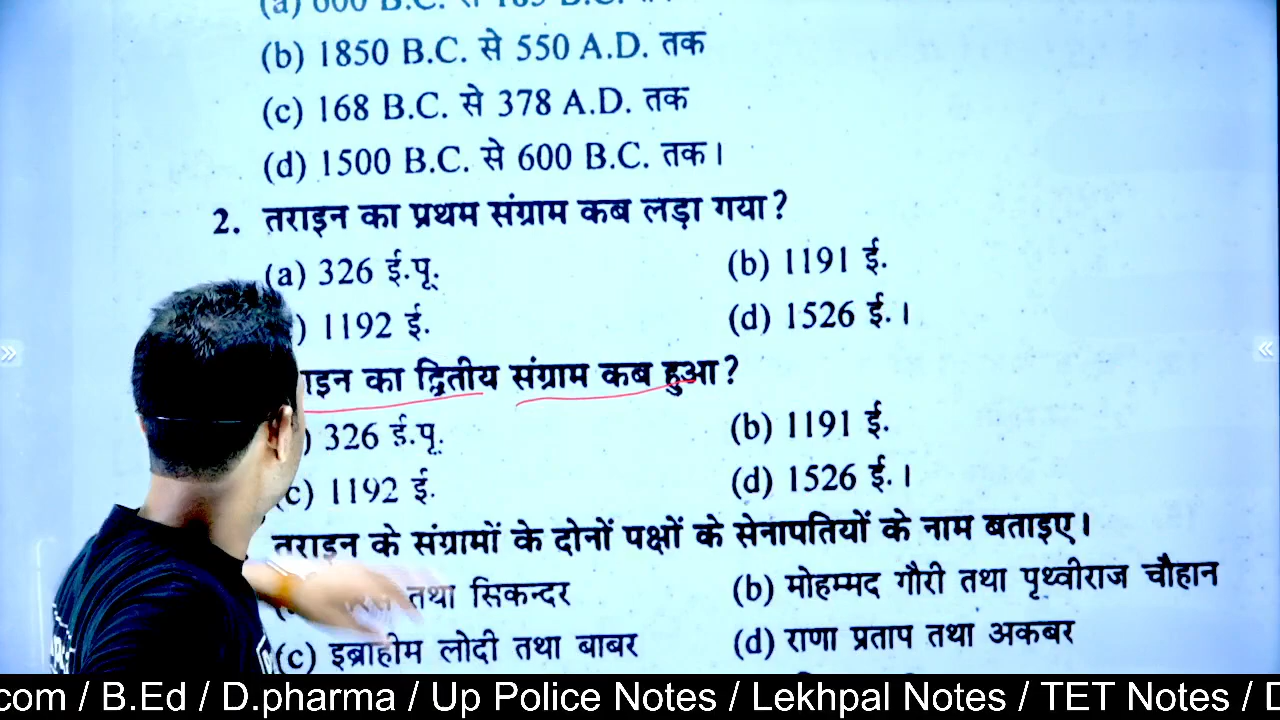 (b) 1850 B.C. से 550 A.D. तक
(c) 168 B.C. से 378 A.D. तक
(d) 1500 B.C. से 600 B.C. तक।
2. तराइन का प्रथम संग्राम कब लड़ा गया?
(a) 326 ई.पू. (b) 1191 ई.
) 1192 ई. (d) 1526 ई.।
राइन का द्वितीय संग्राम कब हुआ?
) 326 ई.पू. (b) 1191 ई.
(c) 1192 ई. (d) 1526 ई.।
तराइन के संग्रामों के दोनों पक्षों के सेनापतियों के नाम बताइए।
तथा सिकन्दर (b) मोहम्मद गौरी तथा पृथ्वीराज चौहान
(c) इब्राहीम लोदी तथा बाबर (d) राणा प्रताप तथा अकबर
com / B.Ed / D.pharma / Up Police Notes / Lekhpal Notes / TET Notes /